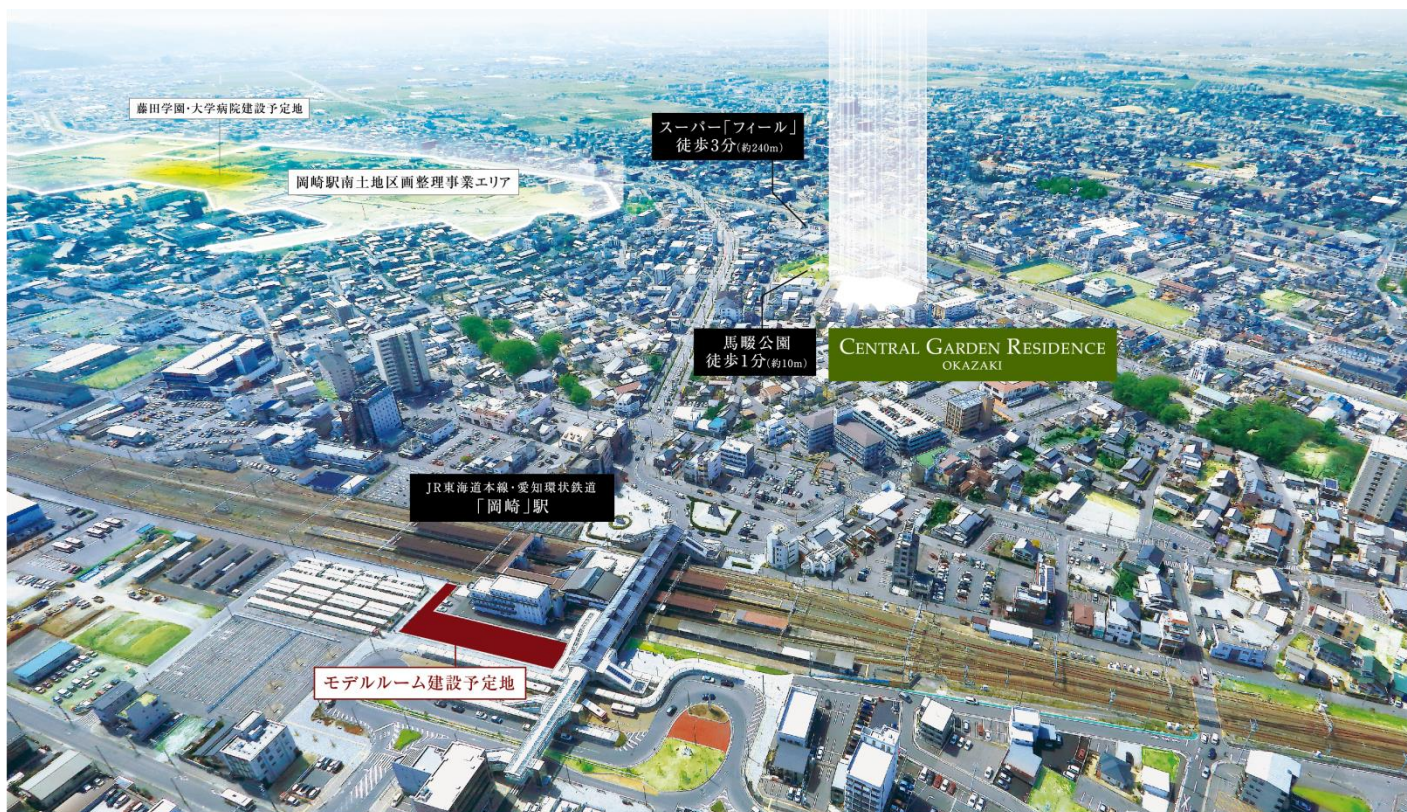 藤田学園・大学病院建設予定地
岡崎駅南土地区画整理事業エリア
スーパー「フィール」
徒歩3分(約240m)
馬畷公園
徒歩1分(約10m)
CENTRAL GARDEN RESIDENCE
OKAZAKI
JR東海道本線・愛知環状鉄道
「岡崎」駅
モデルルーム建設予定地